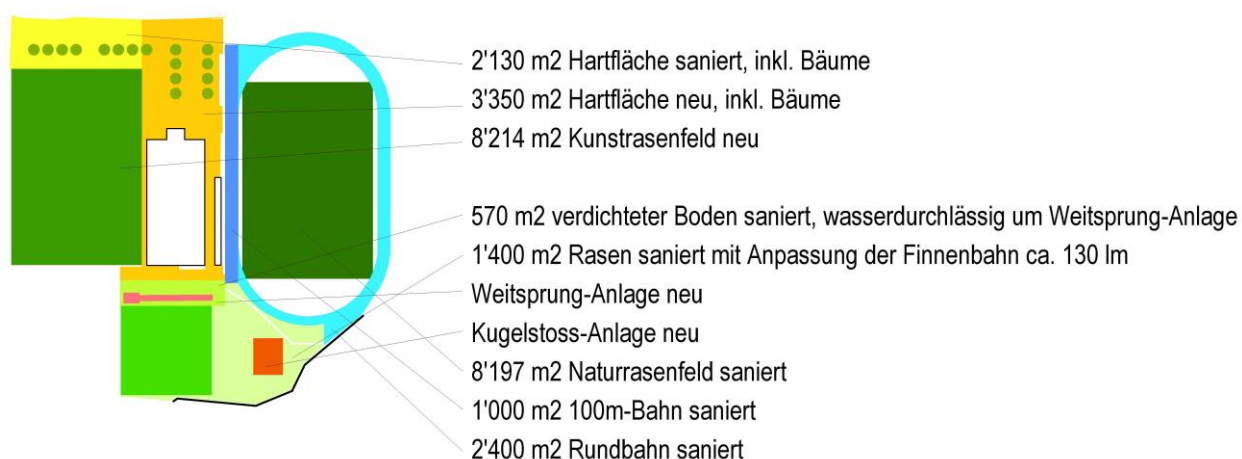 2'130 m2 Hartfläche saniert, inkl. Bäume
3'350 m2 Hartfläche neu, inkl. Bäume
8'214 m2 Kunstrasenfeld neu
570 m2 verdichteter Boden saniert, wasserdurchlässig um Weitsprung-Anlage
1'400 m2 Rasen saniert mit Anpassung der Finnenbahn ca. 130 lm
Weitsprung-Anlage neu
Kugelstoss-Anlage neu
8'197 m2 Naturrasenfeld saniert
1'000 m2 100m-Bahn saniert
2'400 m2 Rundbahn saniert